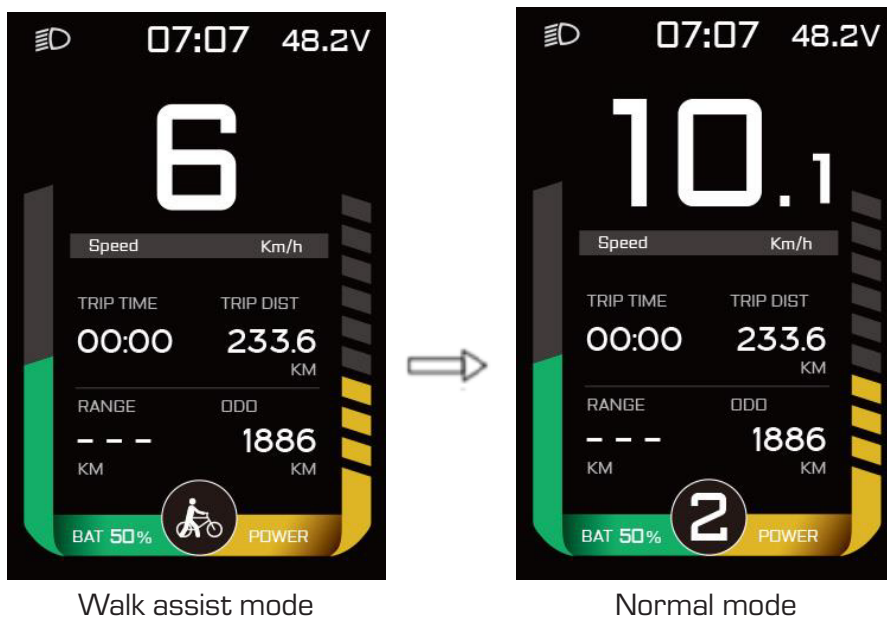 07:07 48.2V
6
Speed Km/h
TRIP TIME TRIP DIST
00:00 233.6
KM
RANGE ODO
--- 1886
KM KM
BAT 50% POWER
Walk assist mode
07:07 48.2V
10.1
Speed Km/h
TRIP TIME TRIP DIST
00:00 233.6
KM
RANGE ODO
--- 1886
KM KM
BAT 50% 2 POWER
Normal mode